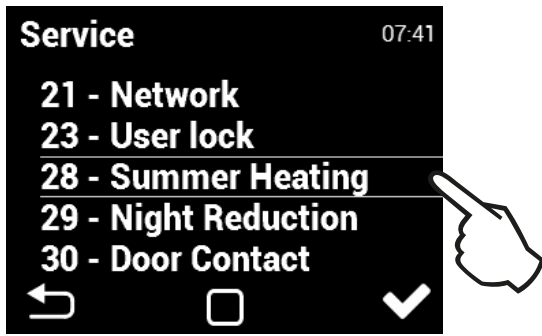 Service 07:41
21 - Network
23 - User lock
28 - Summer Heating
29 - Night Reduction
30 - Door Contact